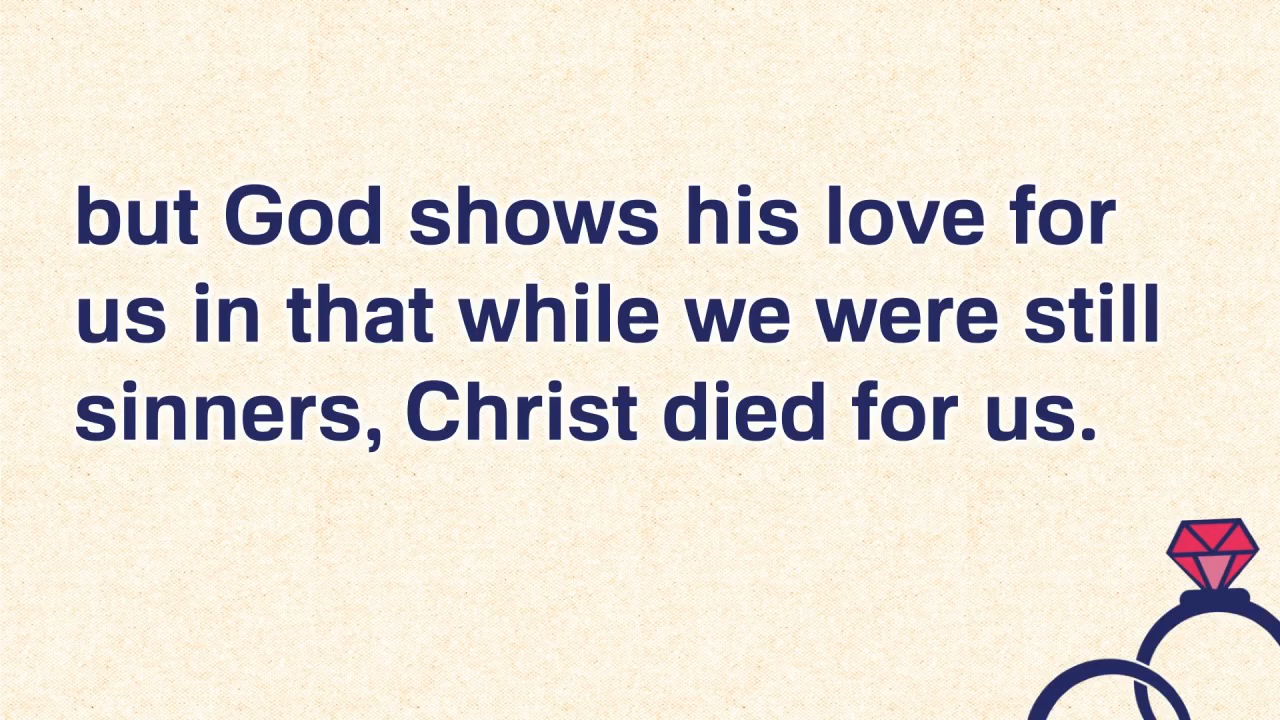 but God shows his love for
us in that while we were still
sinners, Christ died for us.